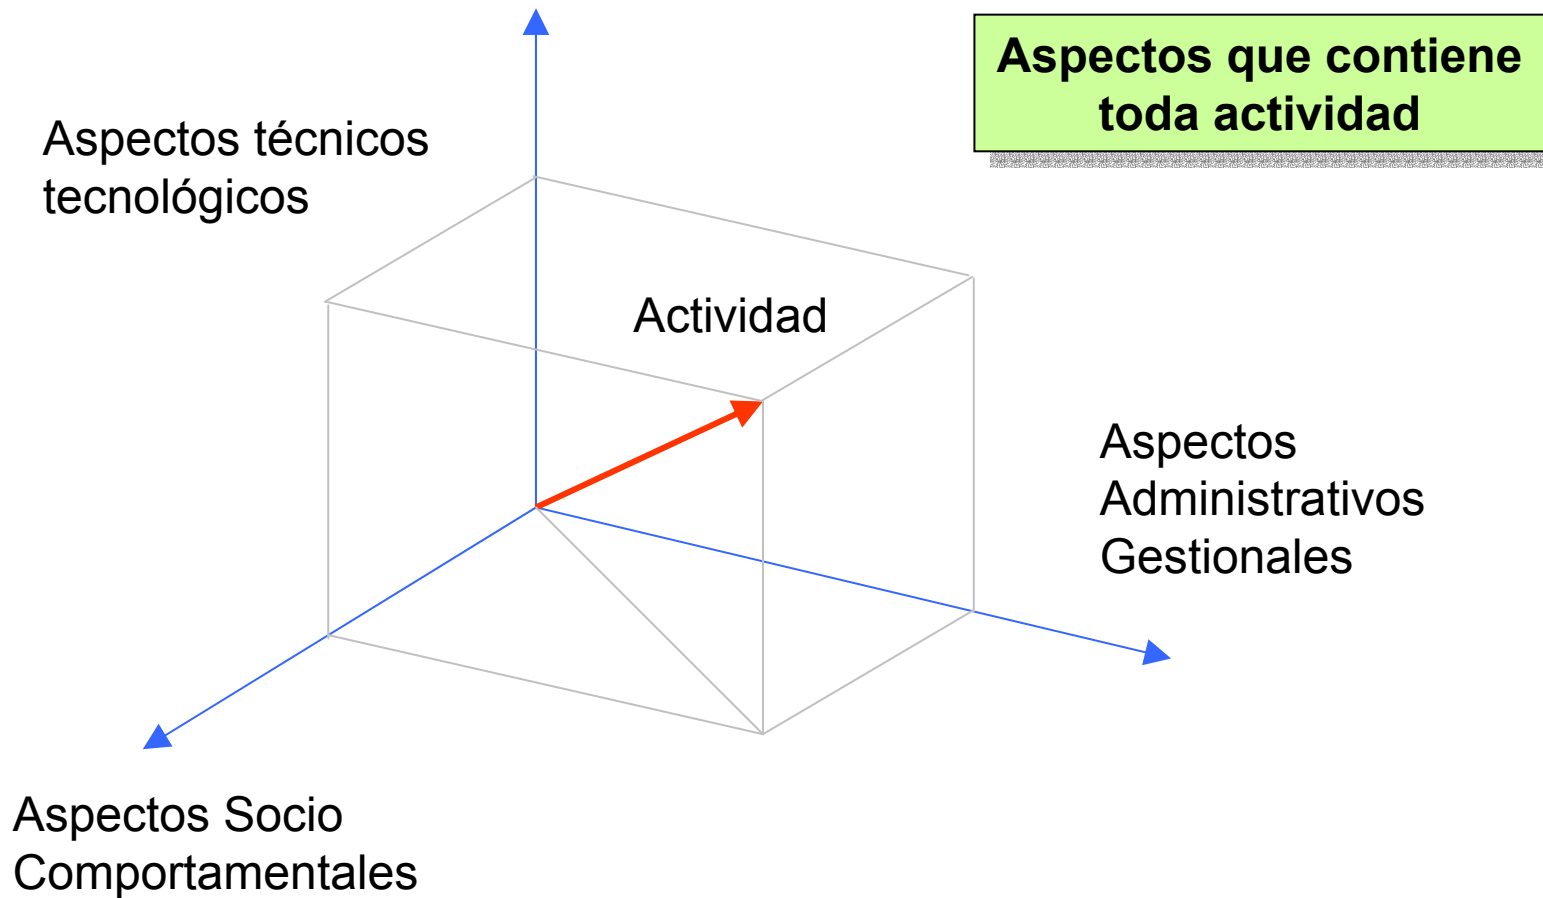 Aspectos que contiene
toda actividad
Aspectos técnicos
tecnológicos
Actividad
Aspectos
Administrativos
Gestionales
Aspectos Socio
Comportamentales